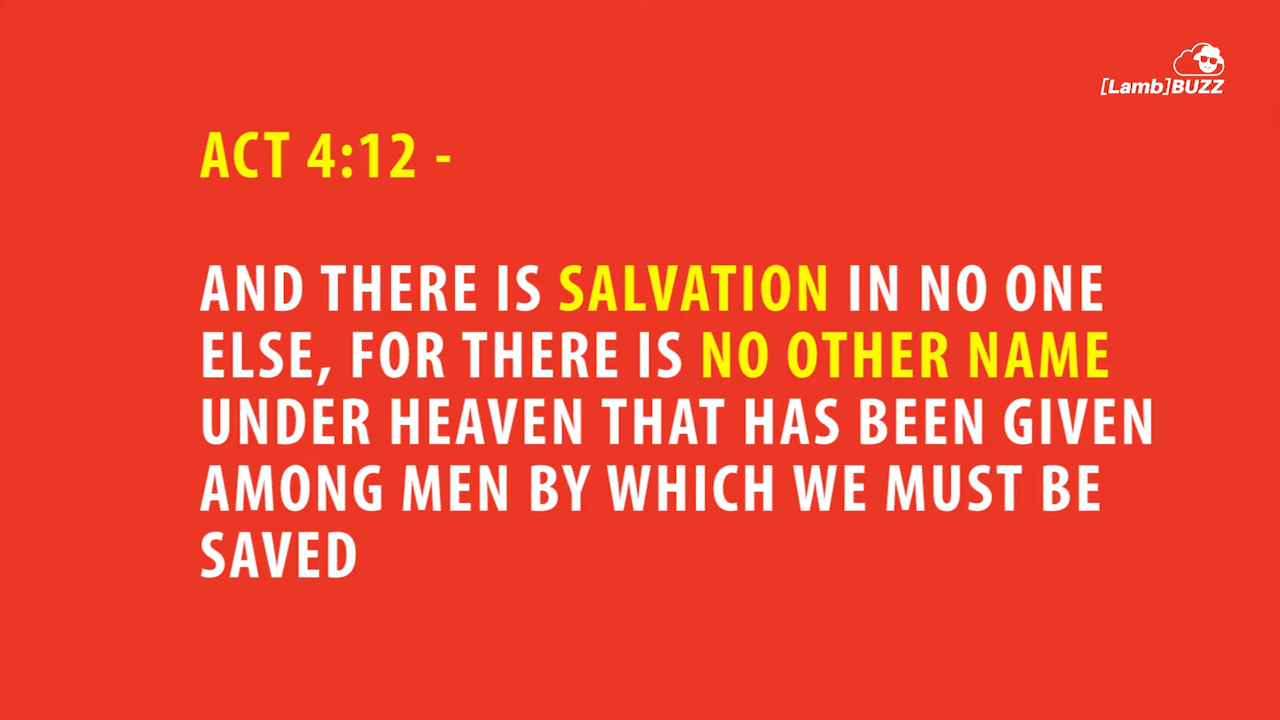 [Lamb]BUZZ
ACT 4:12 -
AND THERE IS SALVATION IN NO ONE
ELSE, FOR THERE IS NO OTHER NAME
UNDER HEAVEN THAT HAS BEEN GIVEN
AMONG MEN BY WHICH WE MUST BE
SAVED